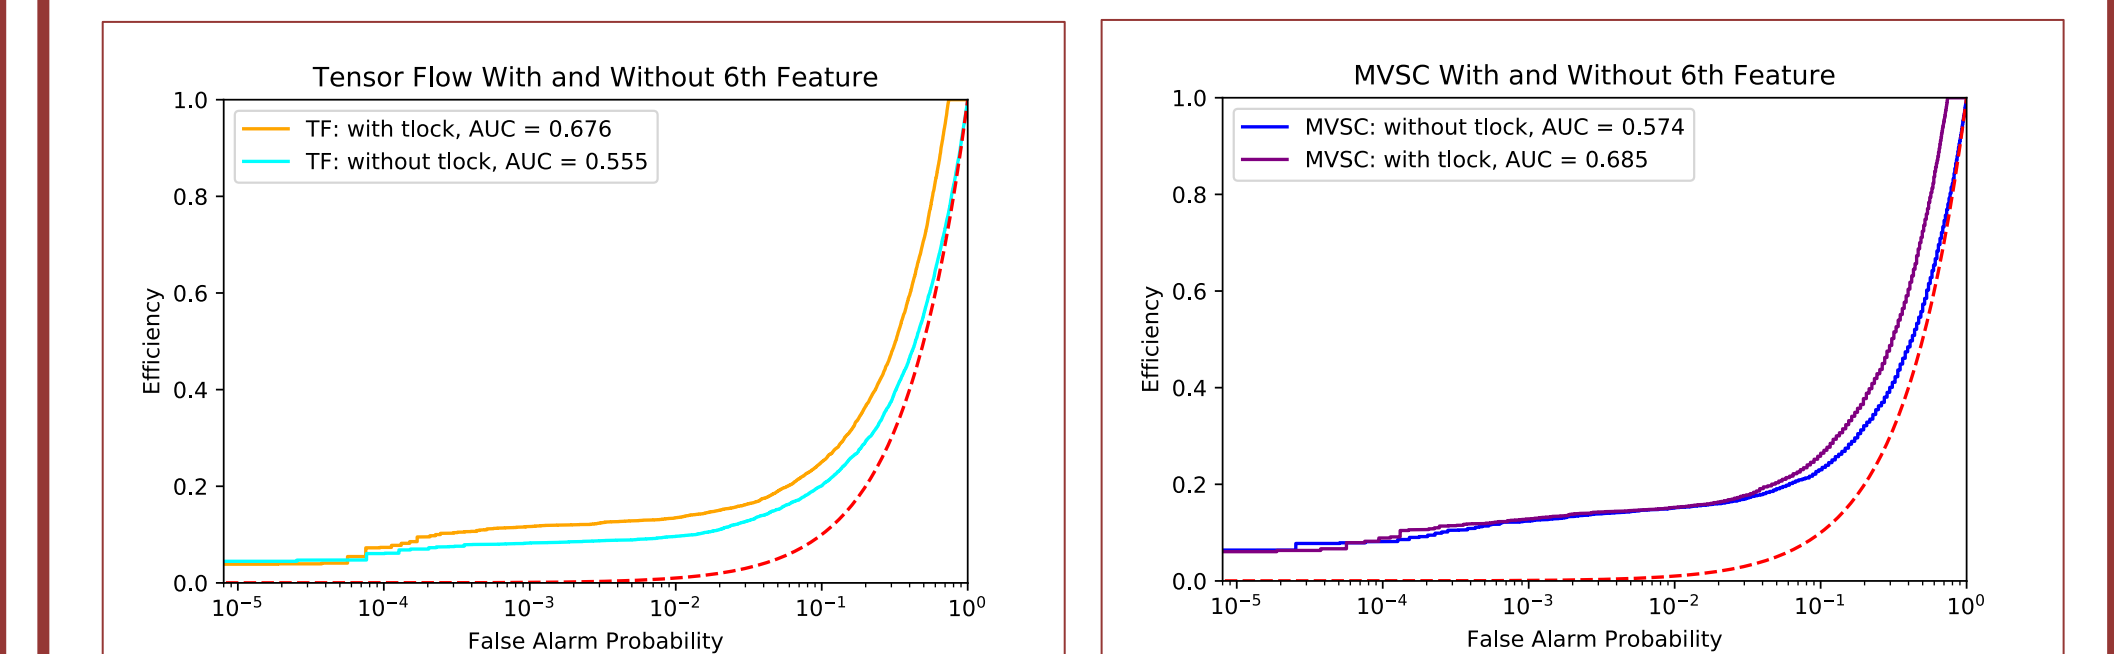 Tensor Flow With and Without 6th Feature
1.0
TF: with tlock, AUC = 0.676
TF: without tlock, AUC = 0.555
0.8
0.6
Efficiency
0.4
0.2
0.0
10⁻⁵ 10⁻⁴ 10⁻³ 10⁻² 10⁻¹ 10⁰
False Alarm Probability
MVSC With and Without 6th Feature
1.0
MVSC: without tlock, AUC = 0.574
MVSC: with tlock, AUC = 0.685
0.8
0.6
Efficiency
0.4
0.2
0.0
10⁻⁵ 10⁻⁴ 10⁻³ 10⁻² 10⁻¹ 10⁰
False Alarm Probability